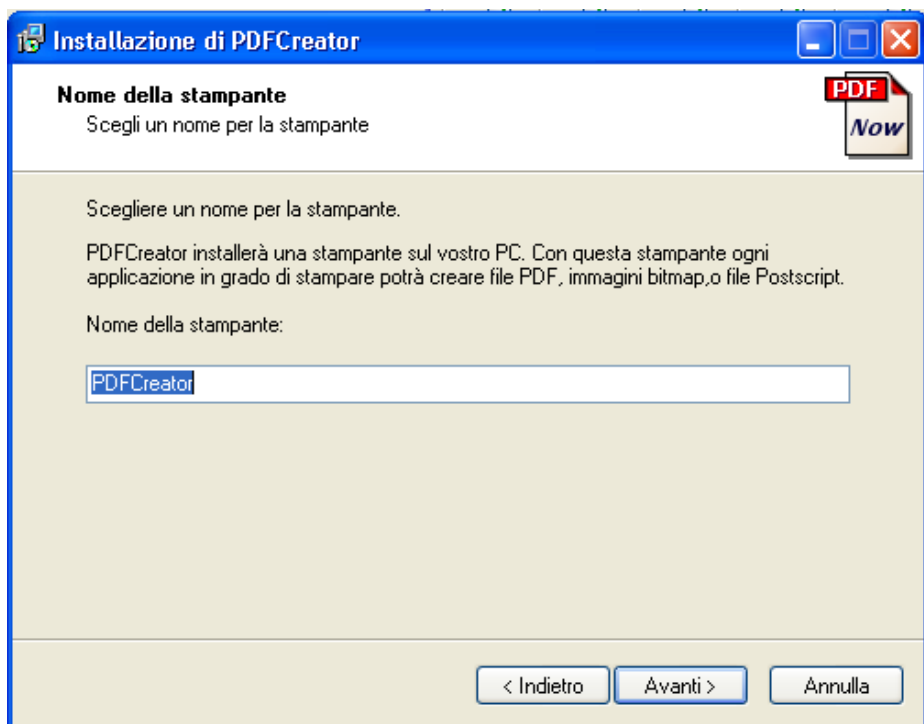 Installazione di PDFCreator
Nome della stampante
Scegli un nome per la stampante
PDF
Now
Scegliere un nome per la stampante.
PDFCreator installerà una stampante sul vostro PC. Con questa stampante ogni
applicazione in grado di stampare potrà creare file PDF, immagini bitmap,o file Postscript.
Nome della stampante:
PDFCreator
< Indietro
Avanti >
Annulla